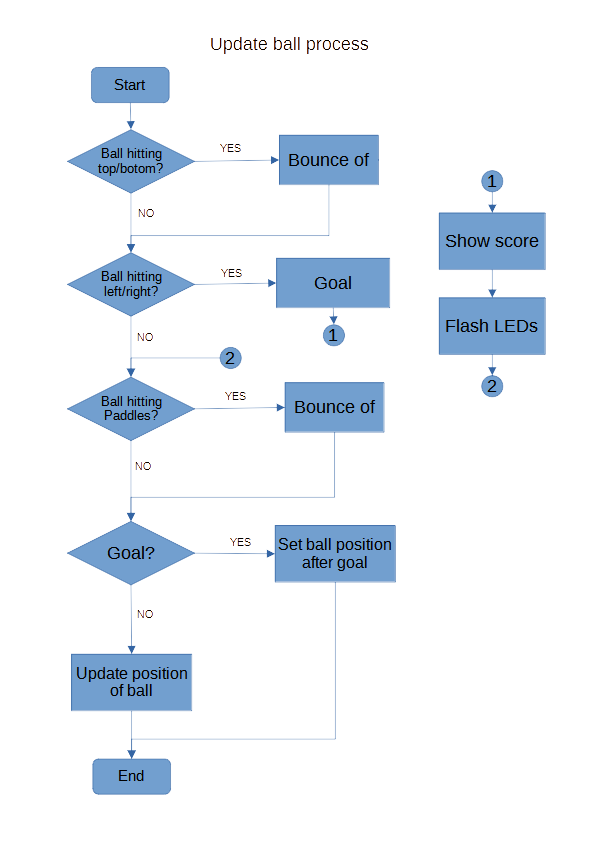 Update ball process
Start
Ball hitting
top/botom?
YES
Bounce of
NO
Ball hitting
left/right?
YES
Goal
1
NO
2
Ball hitting
Paddles?
YES
Bounce of
NO
Goal?
YES
Set ball position
after goal
NO
Update position
of ball
End
1
Show score
Flash LEDs
2